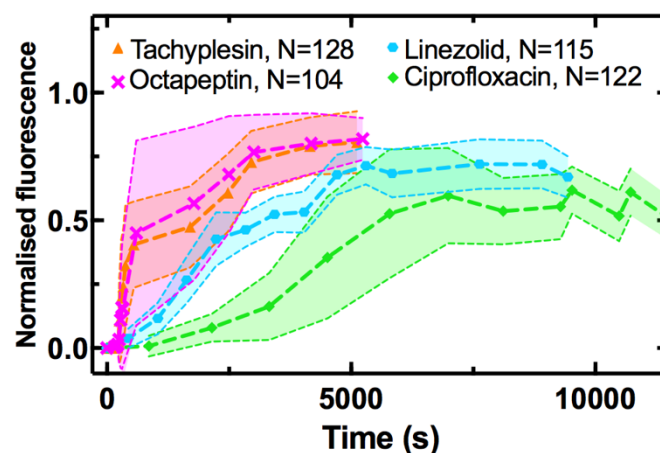 Tachyplesin, N=128
Linezolid, N=115
Octapeptin, N=104
Ciprofloxacin, N=122
Normalised fluorescence
1.0
0.5
0.0
0
5000
10000
Time (s)